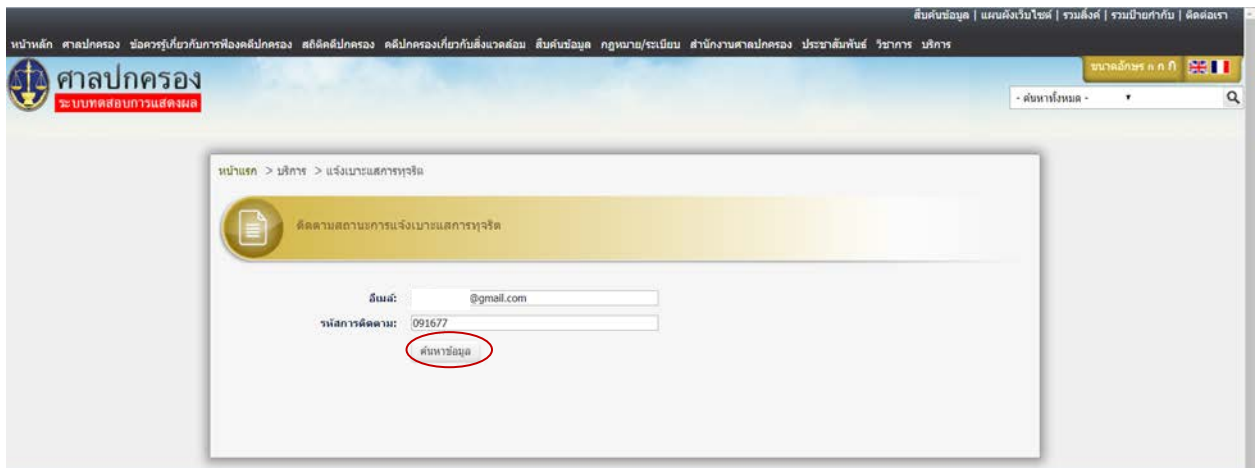 สืบค้นข้อมูล | แผนผังเว็บไซต์ | รวมลิ้งค์ | รวมป้ายกำกับ | ติดต่อเรา
หน้าหลัก ศาลปกครอง ข้อควรรู้เกี่ยวกับการฟ้องคดีปกครอง สถิติคดีปกครอง คดีปกครองเกี่ยวกับสิ่งแวดล้อม สืบค้นข้อมูล กฎหมาย/ระเบียบ สำนักงานศาลปกครอง ประชาสัมพันธ์ วิชาการ บริการ
ขนาดอักษร ก ก ก
ศาลปกครอง
ระบบทดสอบการแสดงผล
- ค้นหาทั้งหมด -
หน้าแรก > บริการ > แจ้งเบาะแสการทุจริต
ติดตามสถานะการแจ้งเบาะแสการทุจริต
อีเมล์: @gmail.com
รหัสการติดตาม: 091677
ค้นหาข้อมูล